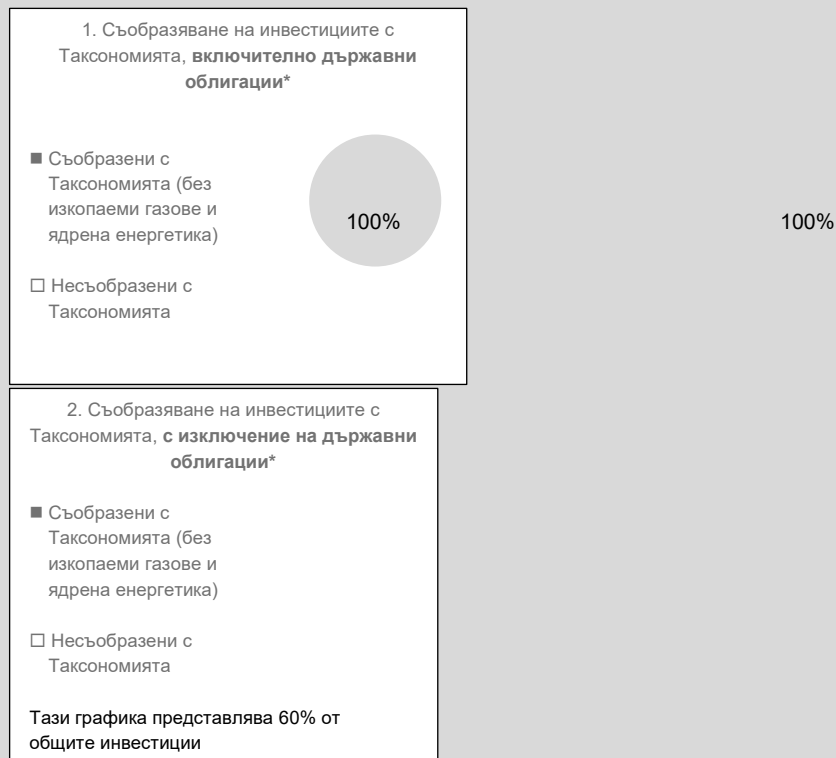 1. Съобразяване на инвестициите с
Таксономията, включително държавни
облигации*
Съобразени с
Таксономията (без
изкопаеми газове и
ядрена енергетика)
100%
Несъобразени с
Таксономията
100%
2. Съобразяване на инвестициите с
Таксономията, с изключение на държавни
облигации*
Съобразени с
Таксономията (без
изкопаеми газове и
ядрена енергетика)
Несъобразени с
Таксономията
Тази графика представлява 60% от
общите инвестиции